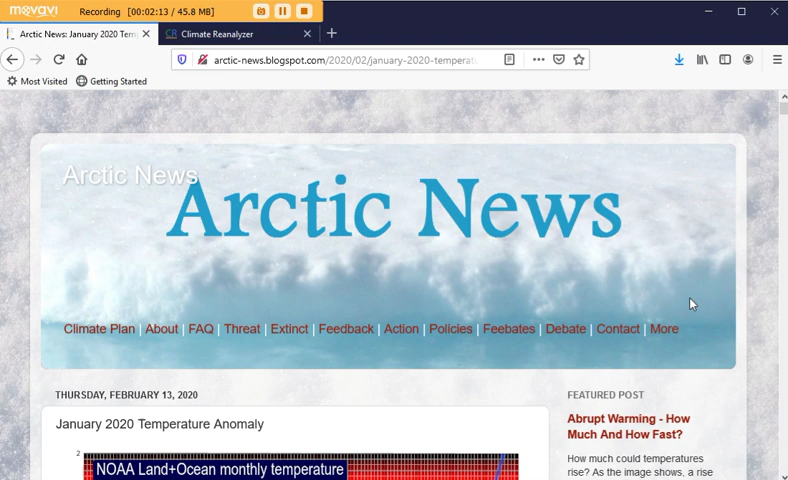 movavi Recording [00:02:13 / 45.8 MB]
Arctic News: January 2020 Temp
Climate Reanalyzer
arctic-news.blogspot.com/2020/02/january-2020-temperatu
Most Visited Getting Started
Arctic News
Arctic News
Climate Plan | About | FAQ | Threat | Extinct | Feedback | Action | Policies | Feebates | Debate | Contact | More
THURSDAY, FEBRUARY 13, 2020
January 2020 Temperature Anomaly
2
NOAA Land+Ocean monthly temperature
FEATURED POST
Abrupt Warming - How
Much And How Fast?
How much could temperatures
rise? As the image shows, a rise